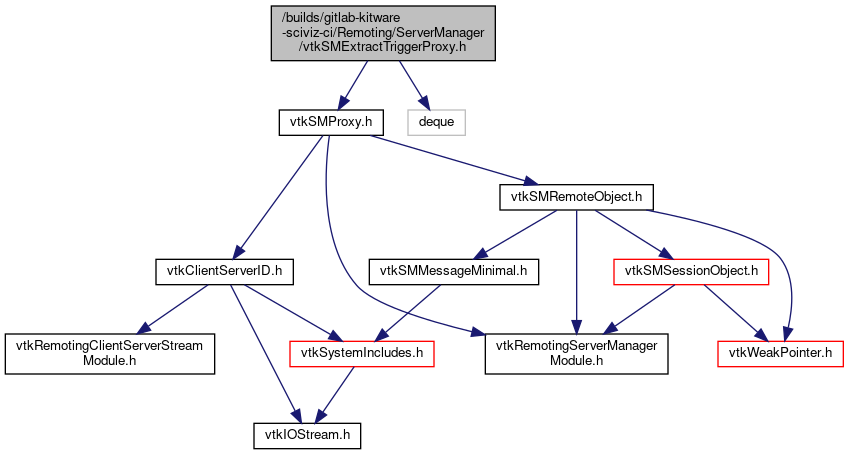 /builds/gitlab-kitware
-sciviz-ci/Remoting/ServerManager
/vtkSMExtractTriggerProxy.h
vtkSMProxy.h
deque
vtkSMRemoteObject.h
vtkClientServerID.h
vtkSMMessageMinimal.h
vtkSMSessionObject.h
vtkRemotingClientServerStream
Module.h
vtkSystemIncludes.h
vtkRemotingServerManager
Module.h
vtkWeakPointer.h
vtkIOStream.h